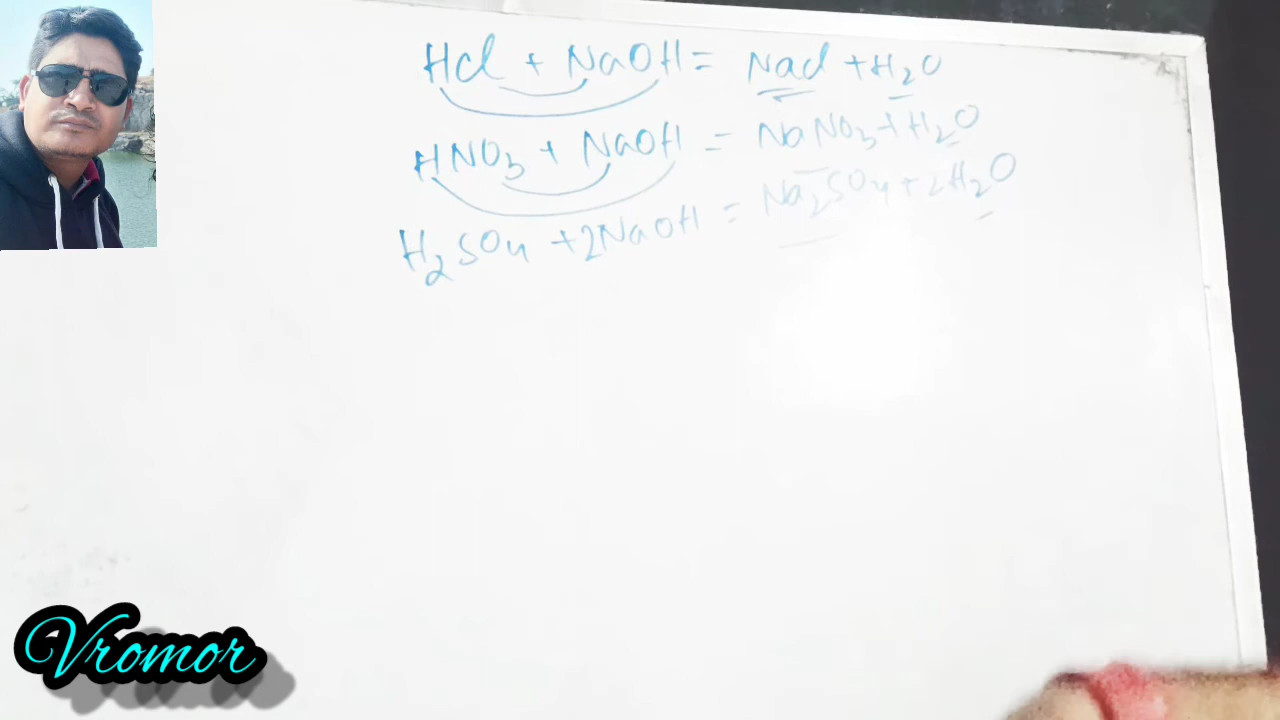 Hcl + NaOH = Nacl + H₂O
HNO₃ + NaOH = NaNO₃ + H₂O
H₂SO₄ + 2NaOH = Na₂SO₄ + 2H₂O
Vromor